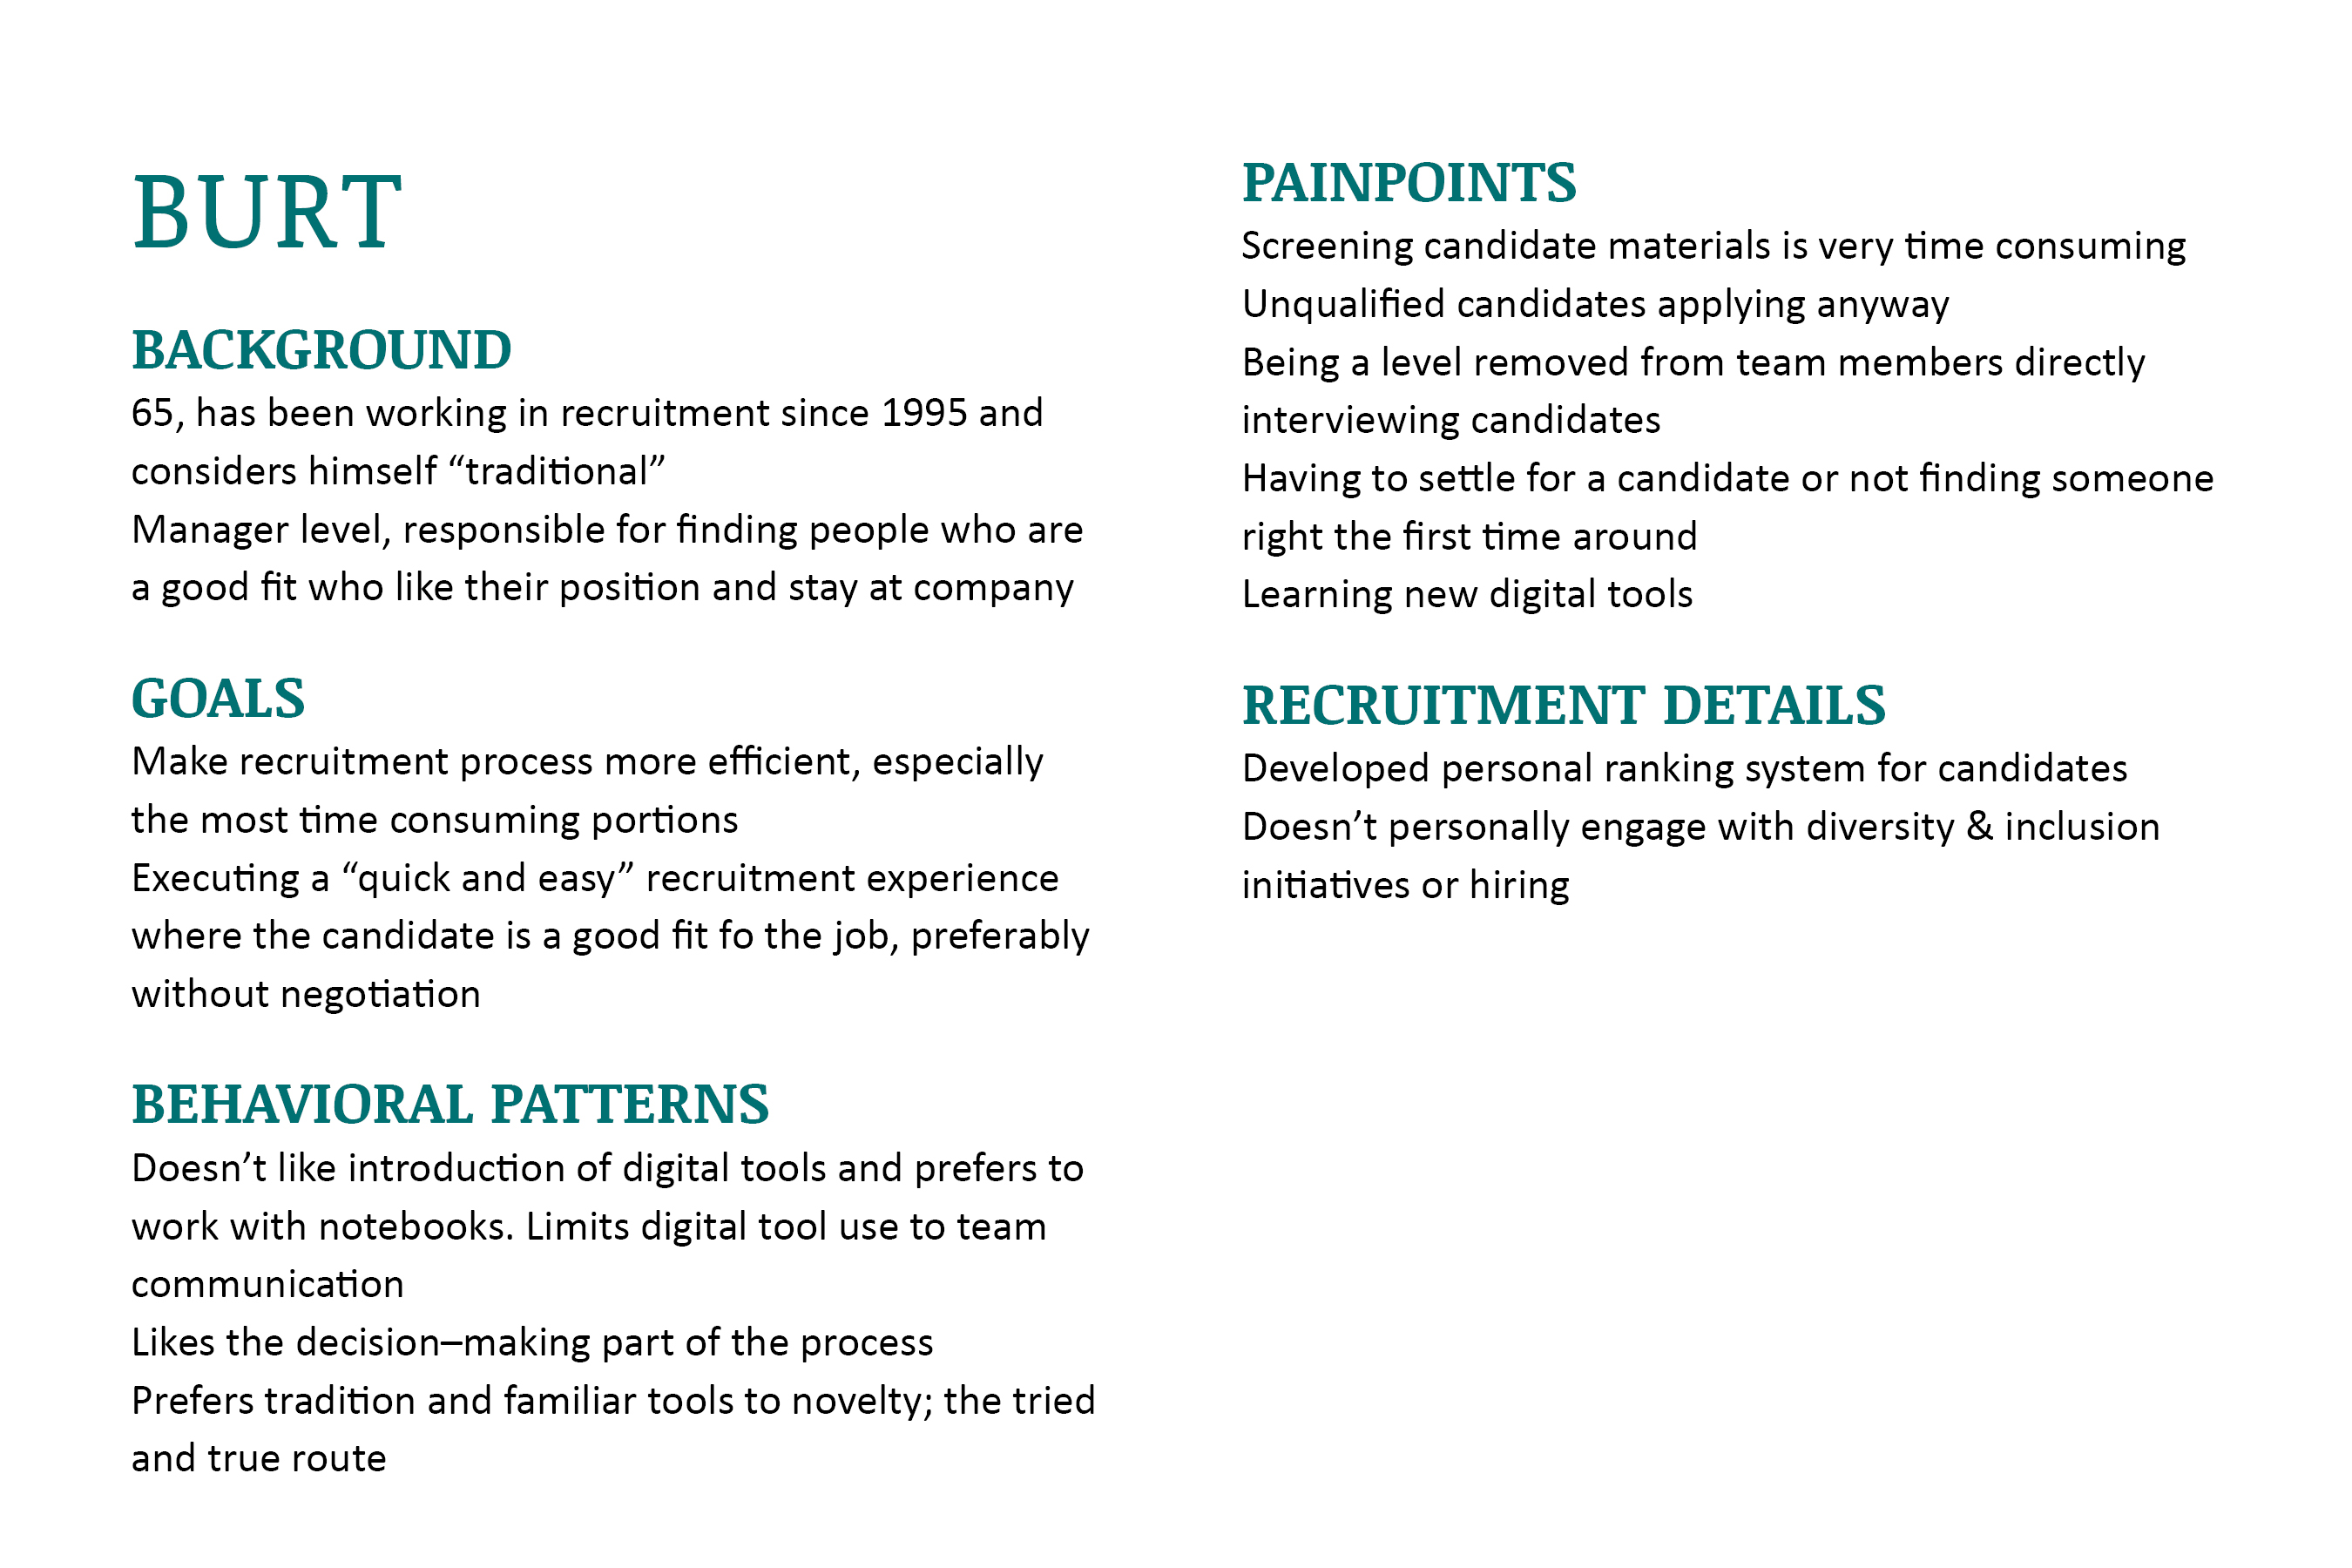 BURT
BACKGROUND
65, has been working in recruitment since 1995 and
considers himself “traditional”
Manager level, responsible for finding people who are
a good fit who like their position and stay at company
GOALS
Make recruitment process more efficient, especially
the most time consuming portions
Executing a “quick and easy” recruitment experience
where the candidate is a good fit fo the job, preferably
without negotiation
BEHAVIORAL PATTERNS
Doesn’t like introduction of digital tools and prefers to
work with notebooks. Limits digital tool use to team
communication
Likes the decision–making part of the process
Prefers tradition and familiar tools to novelty; the tried
and true route
PAINPOINTS
Screening candidate materials is very time consuming
Unqualified candidates applying anyway
Being a level removed from team members directly
interviewing candidates
Having to settle for a candidate or not finding someone
right the first time around
Learning new digital tools
RECRUITMENT DETAILS
Developed personal ranking system for candidates
Doesn’t personally engage with diversity & inclusion
initiatives or hiring